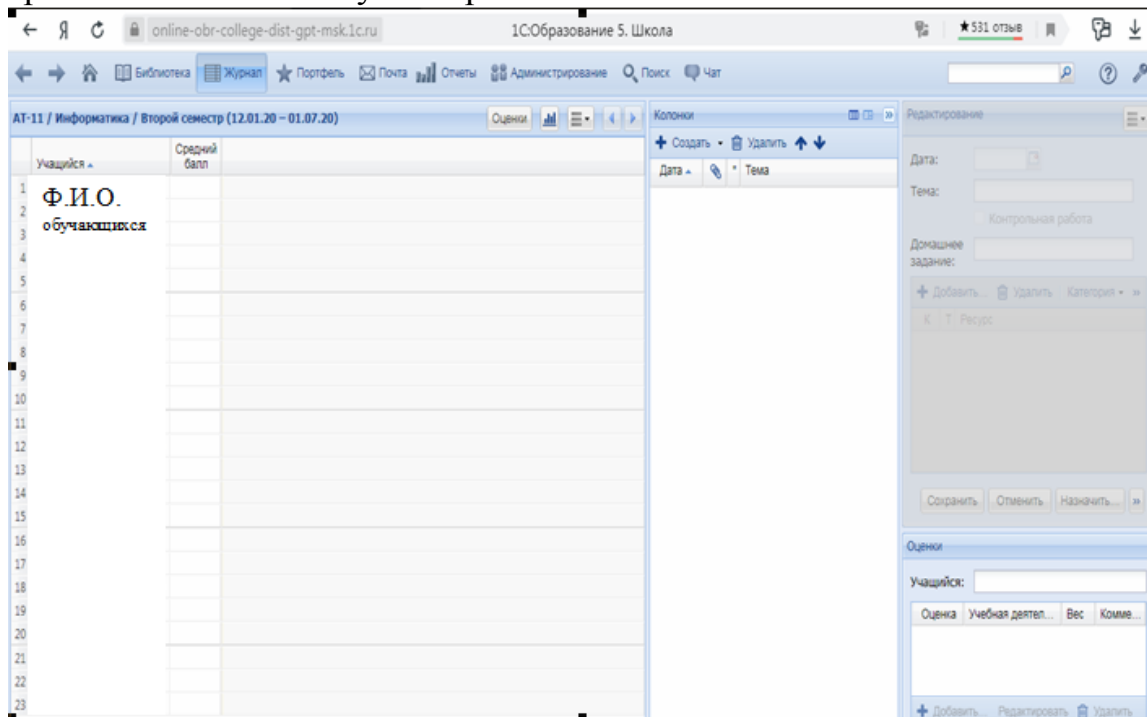 online-obr-college-dist-gpt-msk.1c.ru 1С:Образование 5. Школа ★531 отзыв
Библиотека Журнал Портфель Почта Отчеты Администрирование Поиск Чат
АТ-11 / Информатика / Второй семестр (12.01.20 – 01.07.20) Оценки
Учащийся Средний балл
1
2
3
4
5
6
7
8
9
10
11
12
13
14
15
16
17
18
19
20
21
22
23
Ф.И.О.
обучающихся
Колонки
Создать Удалить
Дата * Тема
Редактирование
Дата:
Тема:
Контрольная работа
Домашнее
задание:
Добавить... Удалить Категория »
К Т Ресурс
Сохранить Отменить Назначить... »
Оценки
Учащийся:
Оценка Учебная деятел... Вес Комме...
Добавить... Редактировать Удалить